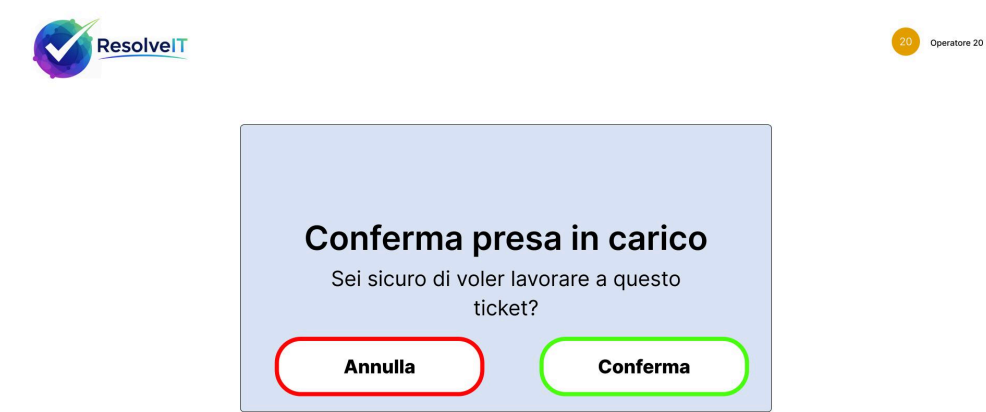 ResolveIT
20 Operatore 20
Conferma presa in carico
Sei sicuro di voler lavorare a questo
ticket?
Annulla Conferma